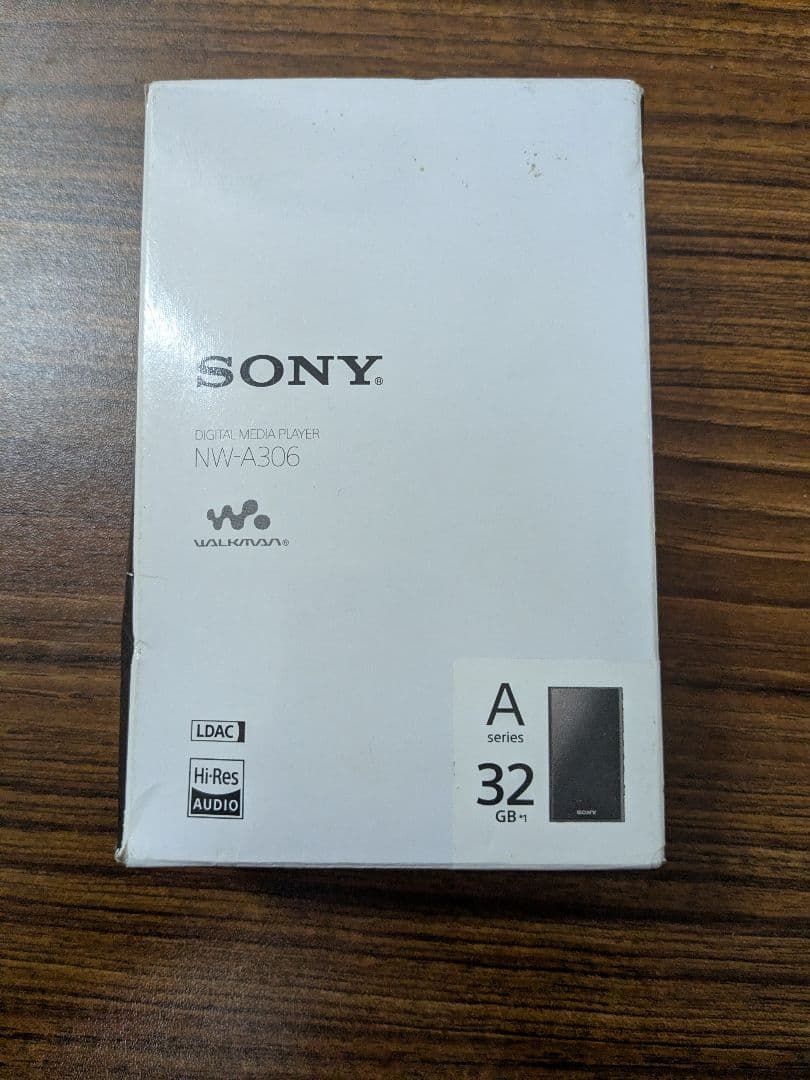 SONY®
DIGITAL MEDIA PLAYER
NW-A306
WALKMAN®
LDAC
Hi-Res
AUDIO
A
series
32
GB *1
SONY